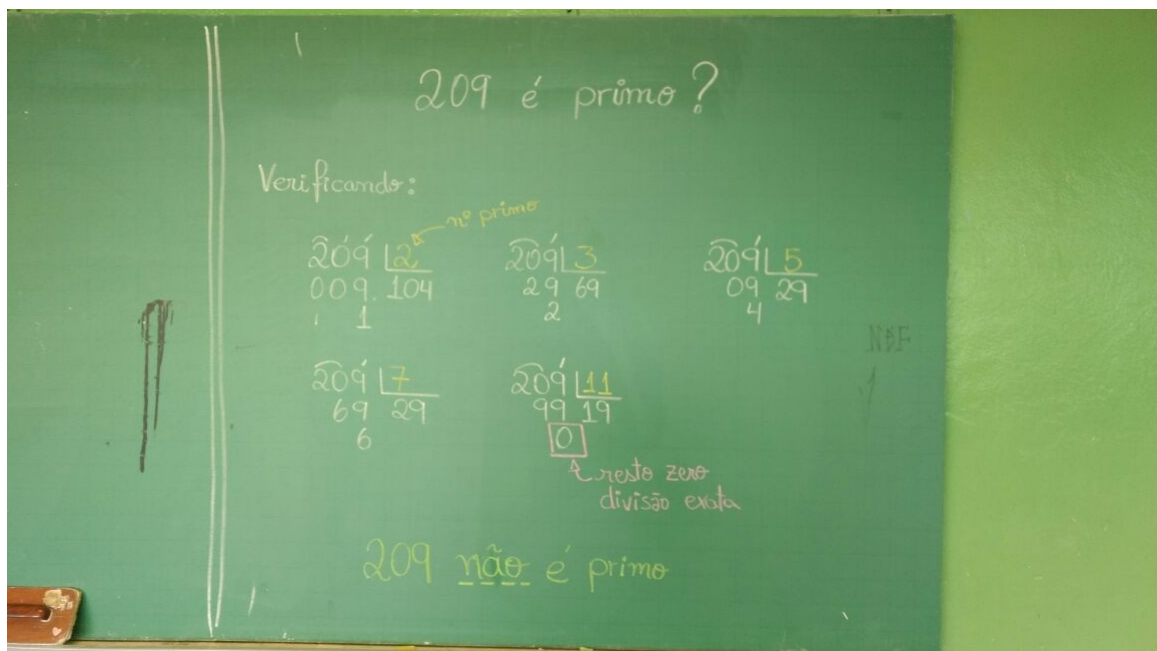 209 é primo?
Verificando:
nº primo
209 2 209 3 209 5
009 104 29 69 09 29
1 2 4
209 7 209 11
69 29 99 19
6 0
resto zero
divisão exata
209 não é primo